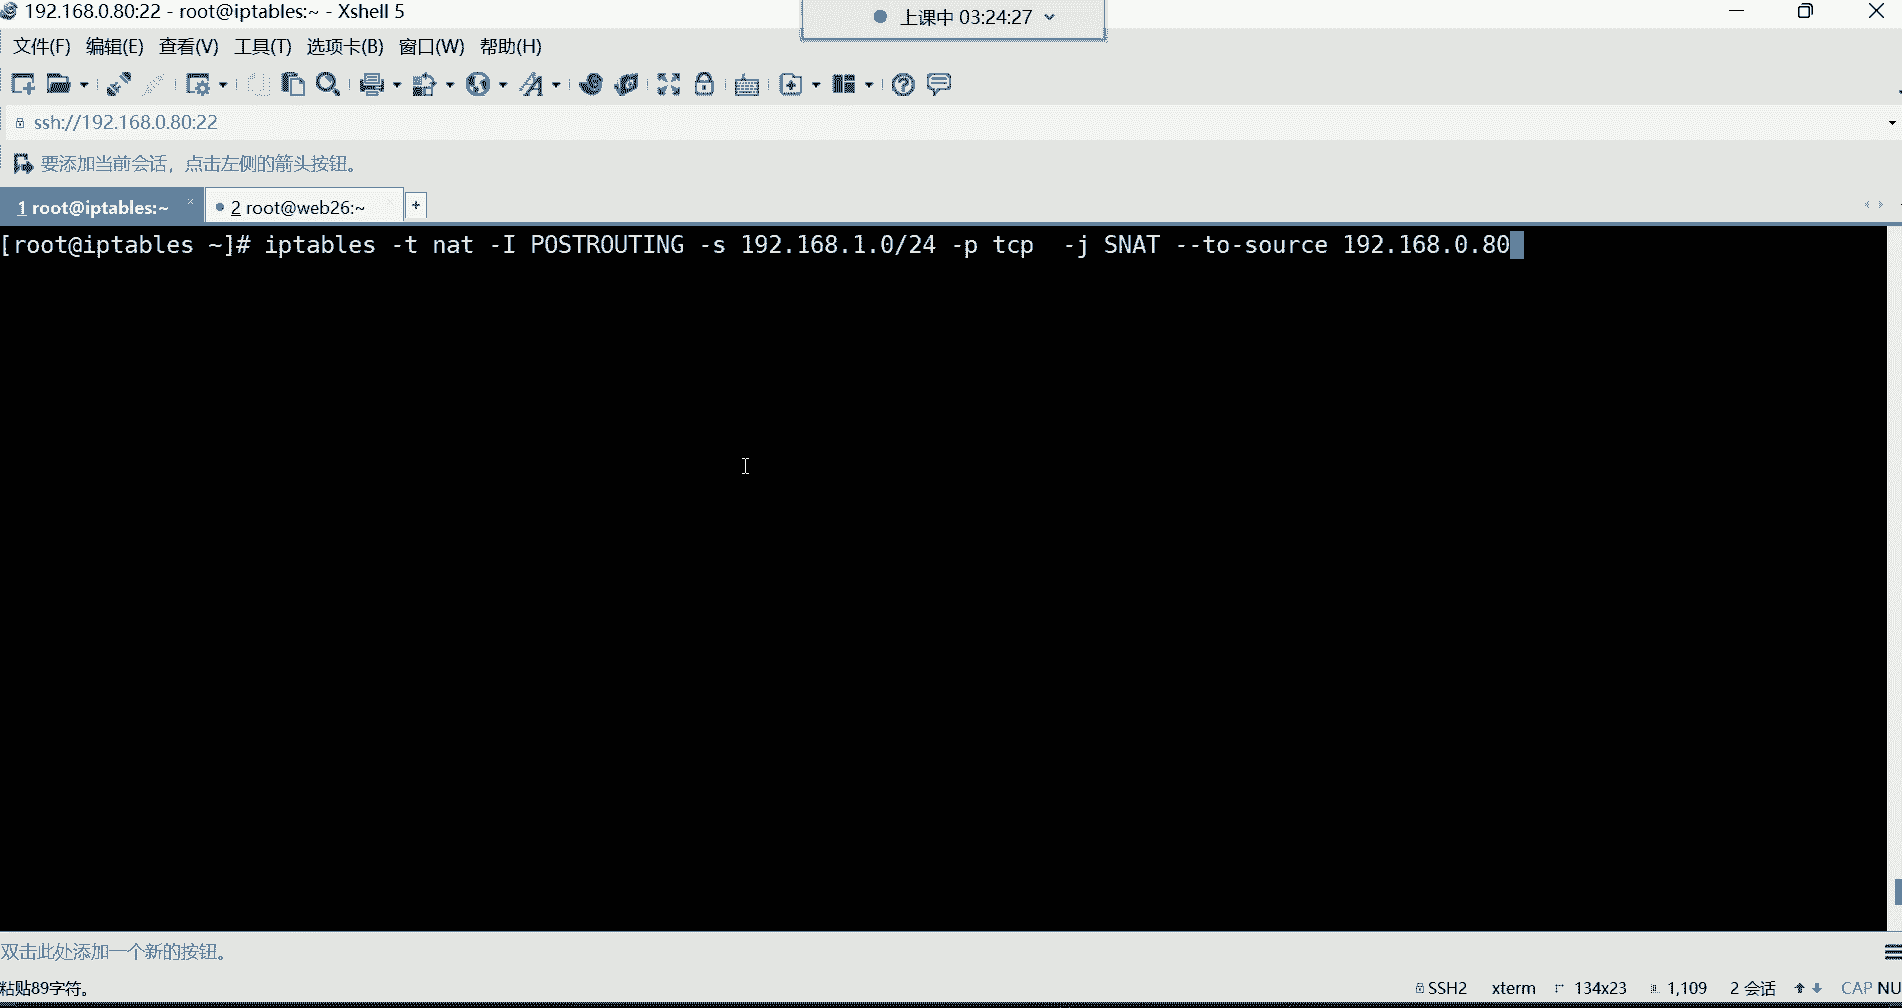 192.168.0.80:22 - root@iptables:~ - Xshell 5
上课中 03:24:27
文件(F) 编辑(E) 查看(V) 工具(T) 选项卡(B) 窗口(W) 帮助(H)
ssh://192.168.0.80:22
要添加当前会话，点击左侧的箭头按钮。
1 root@iptables:~ × 2 root@web26:~ +
[root@iptables ~]# iptables -t nat -I POSTROUTING -s 192.168.1.0/24 -p tcp  -j SNAT --to-source 192.168.0.80
双击此处添加一个新的按钮。
粘贴89字符。 SSH2 xterm 134x23 1,109 2 会话 CAP NU